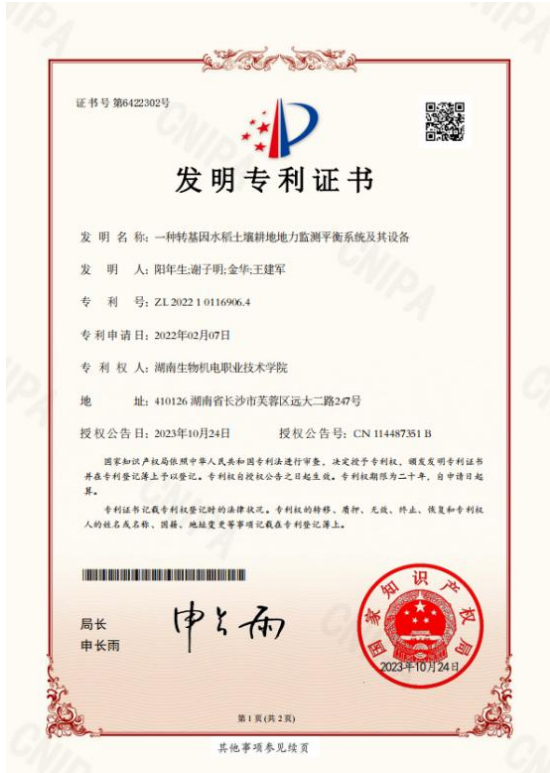 证书号第6422302号
发明专利证书
发明名称：一种转基因水稻土壤耕地地力监测平衡系统及其设备
发明人：阳年生;谢子明;金华;王建军
专利号：ZL 2022 1 0116906.4
专利申请日：2022年02月07日
专利权人：湖南生物机电职业技术学院
地址：410126 湖南省长沙市芙蓉区远大二路247号
授权公告日：2023年10月24日 授权公告号：CN 114487351 B
国家知识产权局依照中华人民共和国专利法进行审查，决定授予专利权，颁发发明专利证书
并在专利登记簿上予以登记。专利权自授权公告之日起生效。专利权期限为二十年，自申请日起
算。
专利证书记载专利权登记时的法律状况。专利权的转移、质押、无效、终止、恢复和专利权
人的姓名或名称、国籍、地址变更等事项记载在专利登记簿上。
局长
申长雨
申长雨
国家知识产权局
2023年10月24日
第1页(共2页)
其他事项参见续页
CNIPA